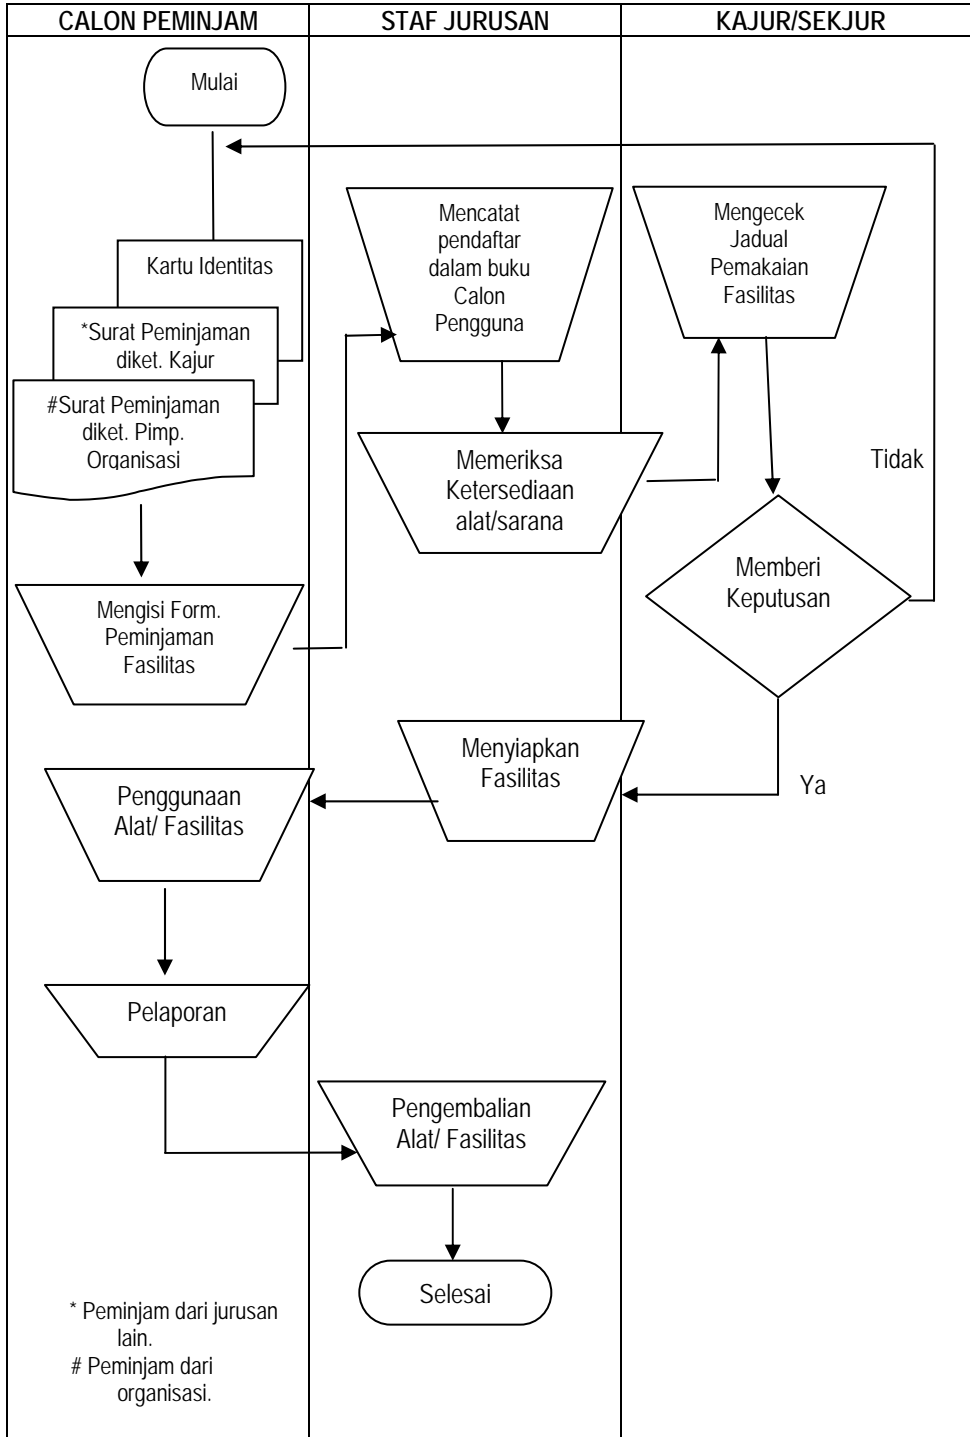 CALON PEMINJAM
STAF JURUSAN
KAJUR/SEKJUR
Mulai
Kartu Identitas
*Surat Peminjaman
diket. Kajur
#Surat Peminjaman
diket. Pimp.
Organisasi
Mengisi Form.
Peminjaman
Fasilitas
Mencatat
pendaftar
dalam buku
Calon
Pengguna
Memeriksa
Ketersediaan
alat/sarana
Mengecek
Jadual
Pemakaian
Fasilitas
Memberi
Keputusan
Tidak
Ya
Menyiapkan
Fasilitas
Penggunaan
Alat/ Fasilitas
Pelaporan
Pengembalian
Alat/ Fasilitas
Selesai
* Peminjam dari jurusan
lain.
# Peminjam dari
organisasi.